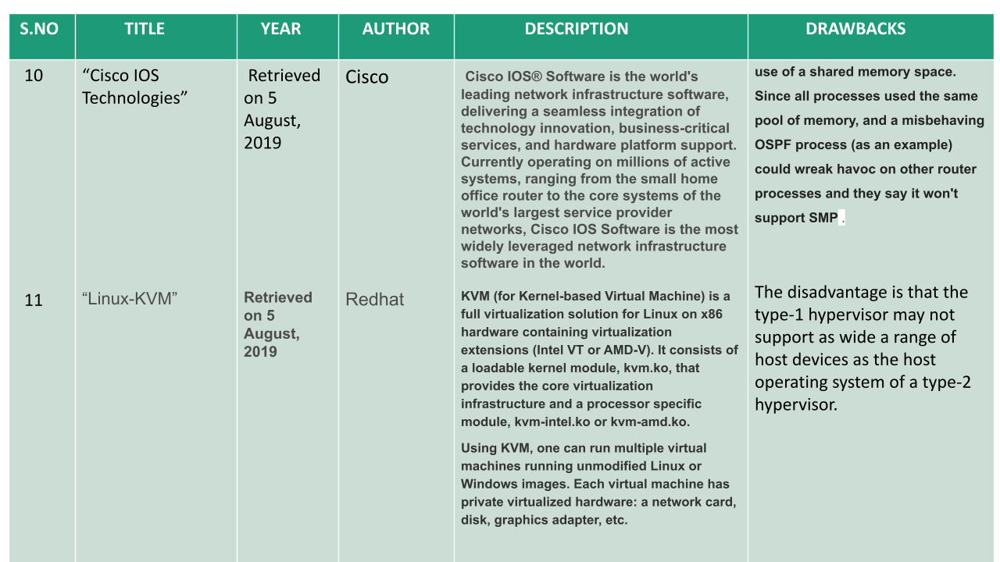 S.NO
TITLE
YEAR
AUTHOR
DESCRIPTION
DRAWBACKS
10
“Cisco IOS
Technologies”
Retrieved
on 5
August,
2019
Cisco
Cisco IOS® Software is the world's
leading network infrastructure software,
delivering a seamless integration of
technology innovation, business-critical
services, and hardware platform support.
Currently operating on millions of active
systems, ranging from the small home
office router to the core systems of the
world's largest service provider
networks, Cisco IOS Software is the most
widely leveraged network infrastructure
software in the world.
use of a shared memory space.
Since all processes used the same
pool of memory, and a misbehaving
OSPF process (as an example)
could wreak havoc on other router
processes and they say it won't
support SMP .
11
“Linux-KVM”
Retrieved
on 5
August,
2019
Redhat
KVM (for Kernel-based Virtual Machine) is a
full virtualization solution for Linux on x86
hardware containing virtualization
extensions (Intel VT or AMD-V). It consists of
a loadable kernel module, kvm.ko, that
provides the core virtualization
infrastructure and a processor specific
module, kvm-intel.ko or kvm-amd.ko.
Using KVM, one can run multiple virtual
machines running unmodified Linux or
Windows images. Each virtual machine has
private virtualized hardware: a network card,
disk, graphics adapter, etc.
The disadvantage is that the
type-1 hypervisor may not
support as wide a range of
host devices as the host
operating system of a type-2
hypervisor.